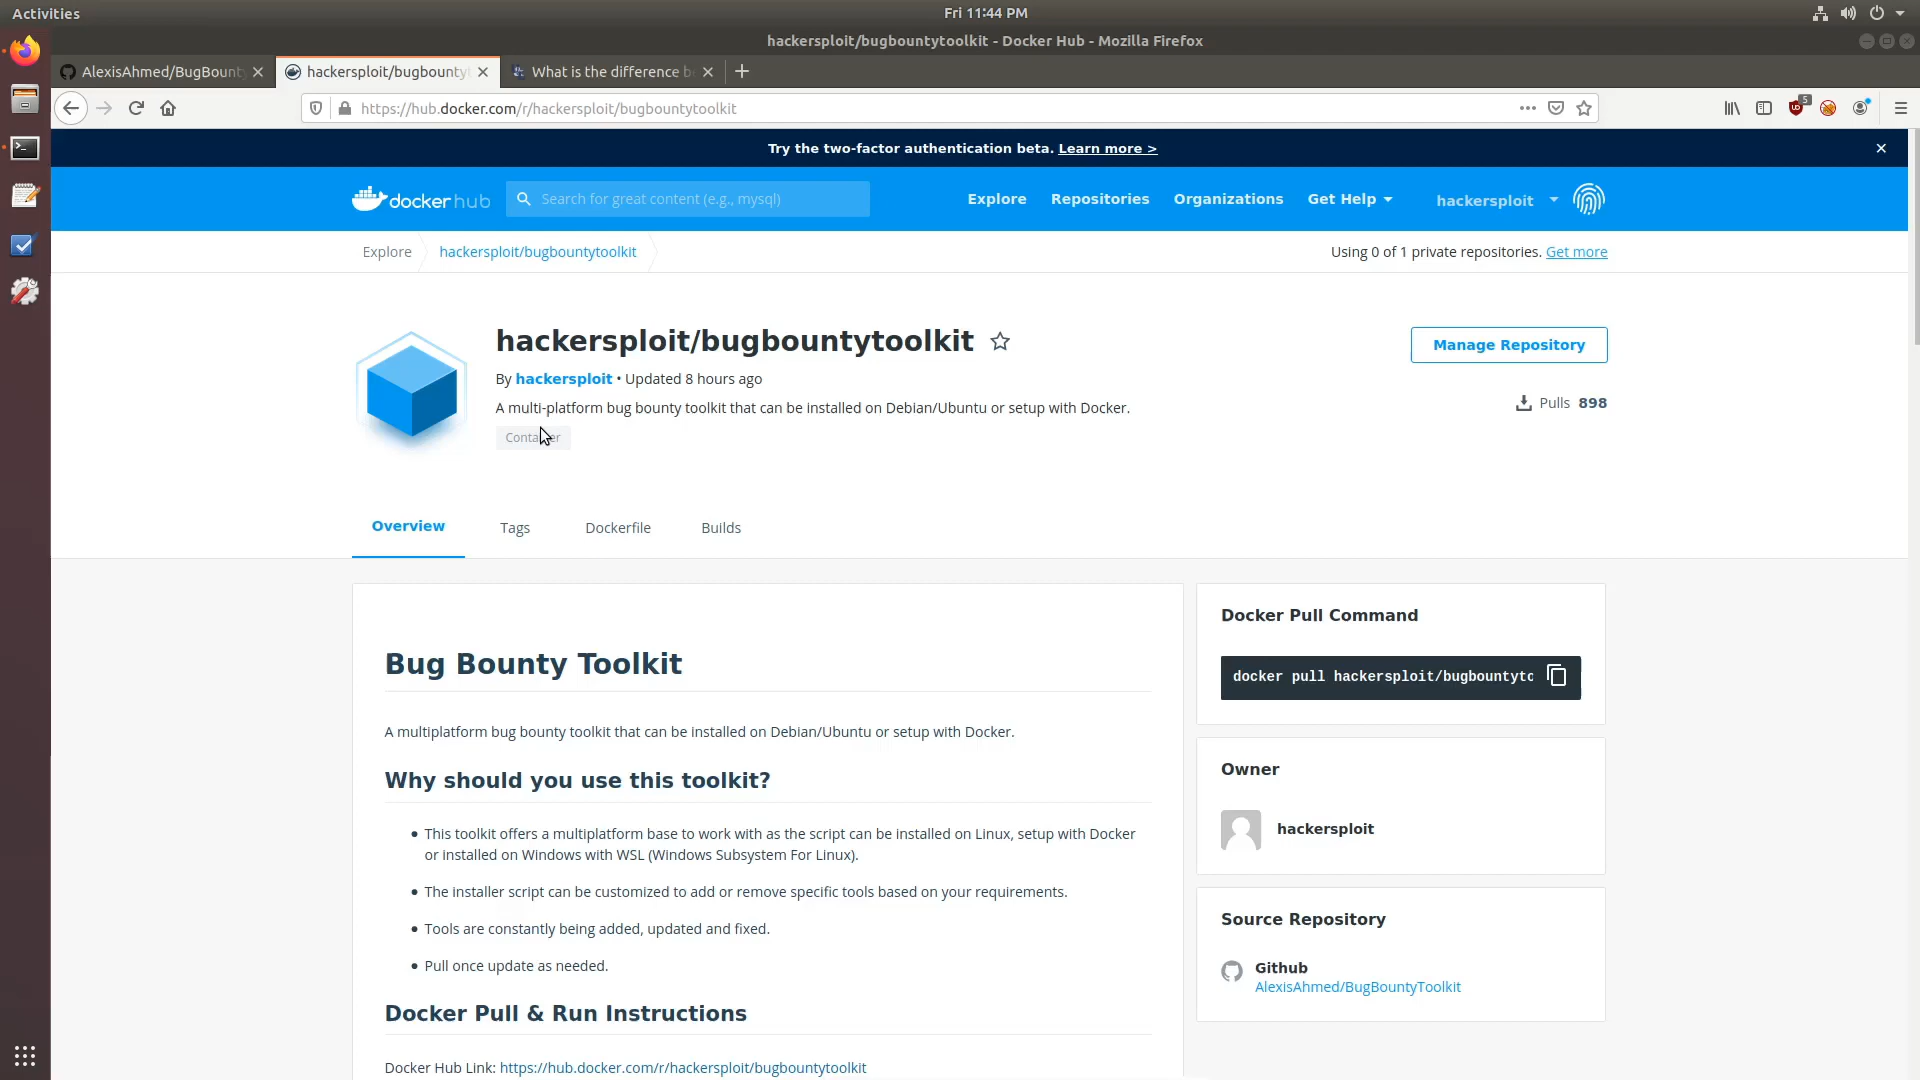 Activities
Fri 11:44 PM
hackersploit/bugbountytoolkit - Docker Hub - Mozilla Firefox
AlexisAhmed/BugBount
hackersploit/bugbounty
What is the difference b
https://hub.docker.com/r/hackersploit/bugbountytoolkit
5
Try the two-factor authentication beta. Learn more >
docker hub
Search for great content (e.g., mysql)
Explore
Repositories
Organizations
Get Help
hackersploit
Explore
hackersploit/bugbountytoolkit
Using 0 of 1 private repositories. Get more
hackersploit/bugbountytoolkit
Manage Repository
By hackersploit • Updated 8 hours ago
A multi-platform bug bounty toolkit that can be installed on Debian/Ubuntu or setup with Docker.
Pulls 898
Container
Overview
Tags
Dockerfile
Builds
Bug Bounty Toolkit
A multiplatform bug bounty toolkit that can be installed on Debian/Ubuntu or setup with Docker.
Why should you use this toolkit?
• This toolkit offers a multiplatform base to work with as the script can be installed on Linux, setup with Docker
or installed on Windows with WSL (Windows Subsystem For Linux).
• The installer script can be customized to add or remove specific tools based on your requirements.
• Tools are constantly being added, updated and fixed.
• Pull once update as needed.
Docker Pull & Run Instructions
Docker Hub Link: https://hub.docker.com/r/hackersploit/bugbountytoolkit
Docker Pull Command
docker pull hackersploit/bugbountytc
Owner
hackersploit
Source Repository
Github
AlexisAhmed/BugBountyToolkit